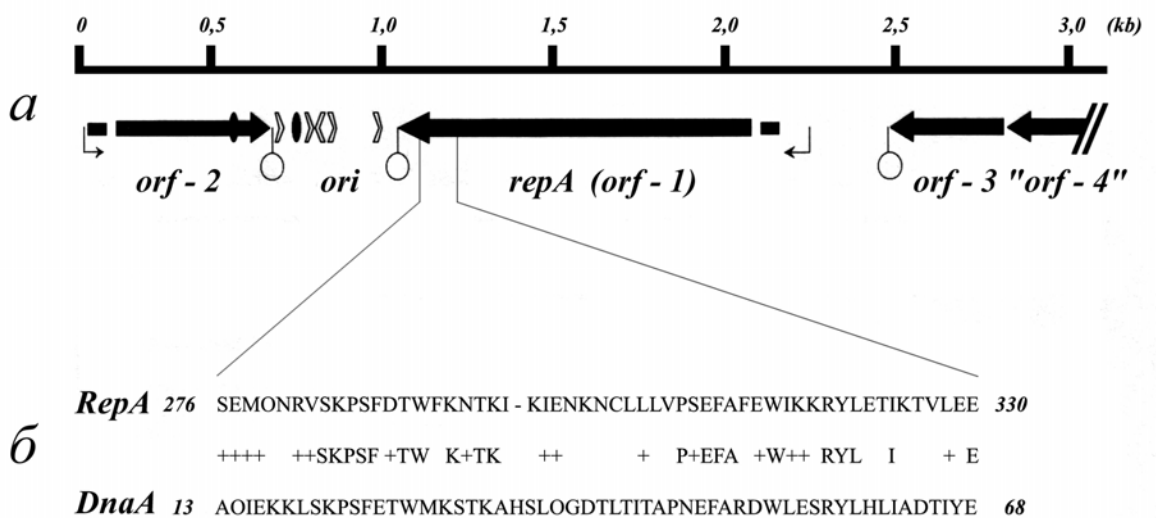 0 0,5 1,0 1,5 2,0 2,5 3,0 (kb)
а
orf - 2 ori repA (orf - 1) orf - 3 "orf - 4"
RepA 276 SEMONRVSKPSFDTWFKNTKI - KIENKNCLLLVPSEFAFEWIKKRYLETIKTVLEE 330
б
++++ ++SKPSF +TW K+TK ++ + P+EFA +W++ RYL I + E
DnaA 13 AOIEKKLSKPSFETWMKSTKAHSLOGDTLTITAPNEFARDWLESRYLHLIADTIYE 68